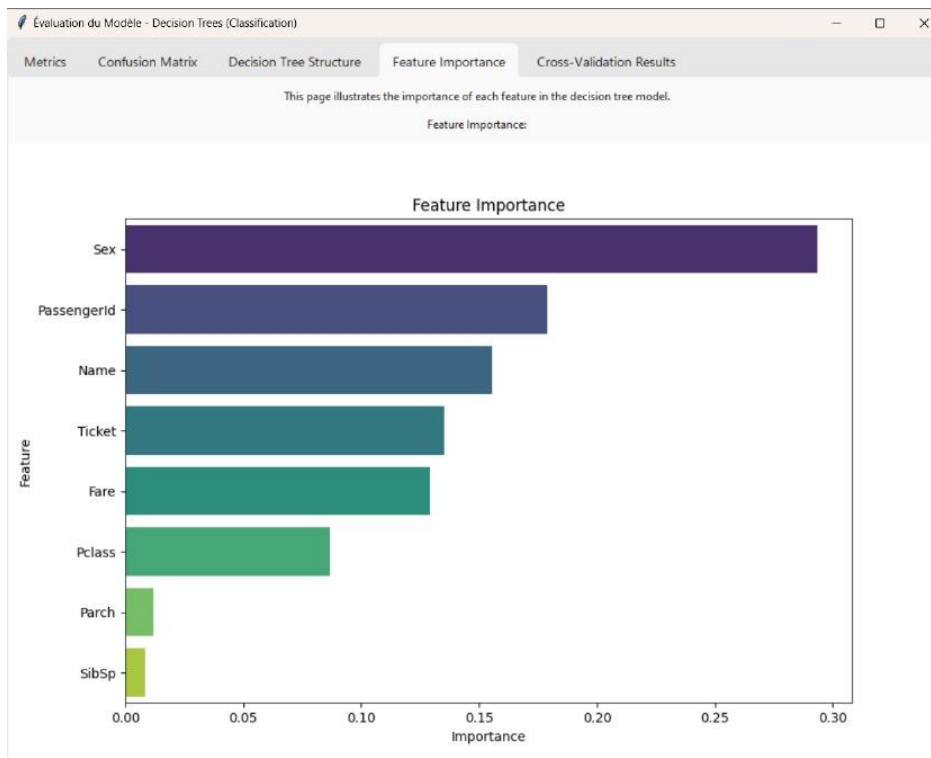 Évaluation du Modèle - Decision Trees (Classification)
Metrics Confusion Matrix Decision Tree Structure Feature Importance Cross-Validation Results
This page illustrates the importance of each feature in the decision tree model.
Feature Importance:
Feature Importance
Sex
PassengerId
Name
Ticket
Fare
Pclass
Parch
SibSp
Feature
0.00 0.05 0.10 0.15 0.20 0.25 0.30
Importance